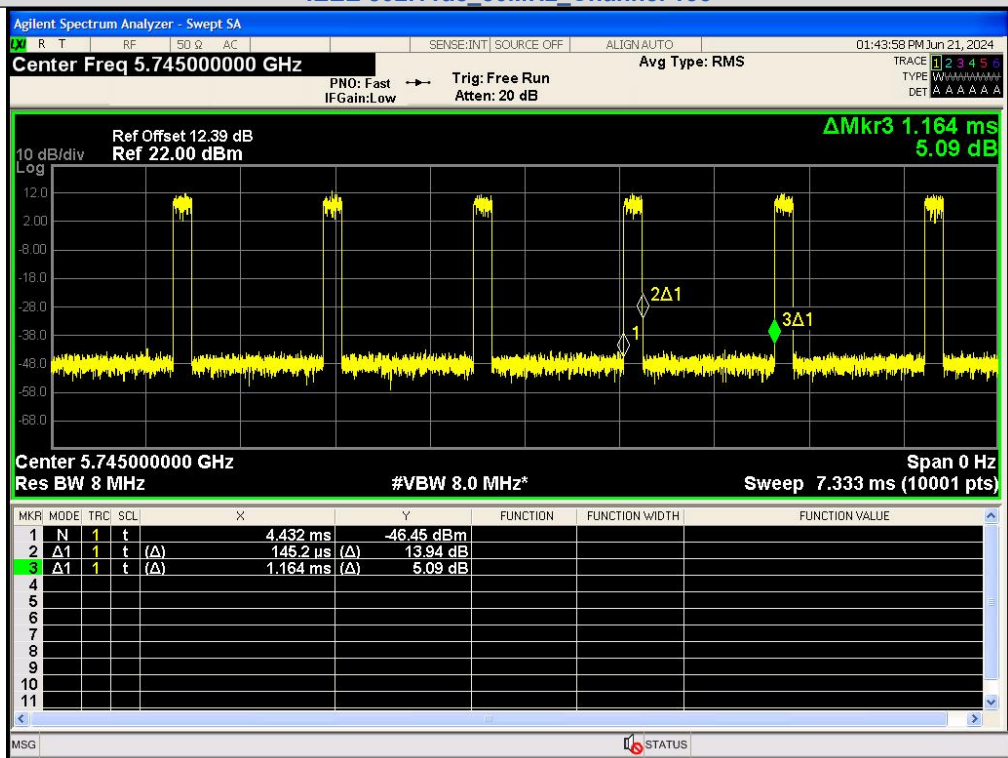 Agilent Spectrum Analyzer - Swept SA
LXI R T RF 50 Ω AC SENSE:INT SOURCE OFF ALIGN AUTO 01:43:58 PM Jun 21, 2024
Center Freq 5.745000000 GHz
PNO: Fast
IFGain:Low
Trig: Free Run
Atten: 20 dB
Avg Type: RMS
TRACE 1 2 3 4 5 6
TYPE W
DET A A A A A A
ΔMkr3 1.164 ms
5.09 dB
Ref Offset 12.39 dB
10 dB/div Ref 22.00 dBm
Log
12.0
2.00
-8.00
-18.0
-28.0
-38.0
-48.0
-58.0
-68.0
2Δ1
3Δ1
1
Center 5.745000000 GHz Span 0 Hz
Res BW 8 MHz #VBW 8.0 MHz* Sweep 7.333 ms (10001 pts)
MKR MODE TRC SCL X Y FUNCTION FUNCTION WIDTH FUNCTION VALUE
1 N 1 t 4.432 ms -46.45 dBm
2 Δ1 1 t (Δ) 145.2 µs (Δ) 13.94 dB
3 Δ1 1 t (Δ) 1.164 ms (Δ) 5.09 dB
4
5
6
7
8
9
10
11
MSG STATUS